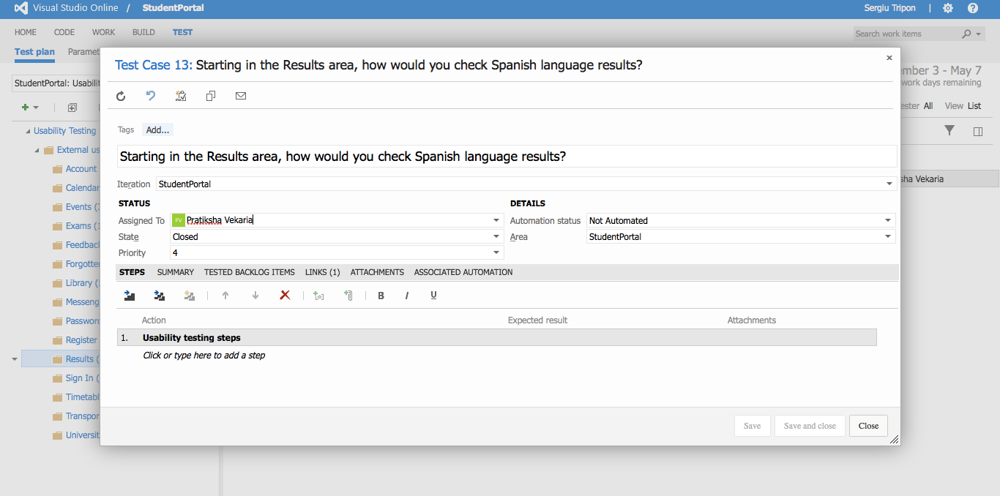 Visual Studio Online / StudentPortal Sergiu Tripon |
HOME CODE WORK BUILD TEST Search work items
Test plan Paramet
Test Case 13: Starting in the Results area, how would you check Spanish language results?
StudentPortal: Usabilit
mber 3 - May 7
work days remaining
ester All View List
Tags Add...
Usability Testing
External us
Starting in the Results area, how would you check Spanish language results?
Account
Iteration StudentPortal
sha Vekaria
Calendar
STATUS DETAILS
Events (
Assigned To PV Pratiksha Vekaria Automation status Not Automated
Exams (
State Closed Area StudentPortal
Feedbac
Priority 4
Forgotte
STEPS SUMMARY TESTED BACKLOG ITEMS LINKS (1) ATTACHMENTS ASSOCIATED AUTOMATION
Library (
B I U
Messeng
Password
Action Expected result Attachments
Register
1. Usability testing steps
Click or type here to add a step
Results (
Sign In (
Timetabl
Transpor
Universit
Save Save and close Close